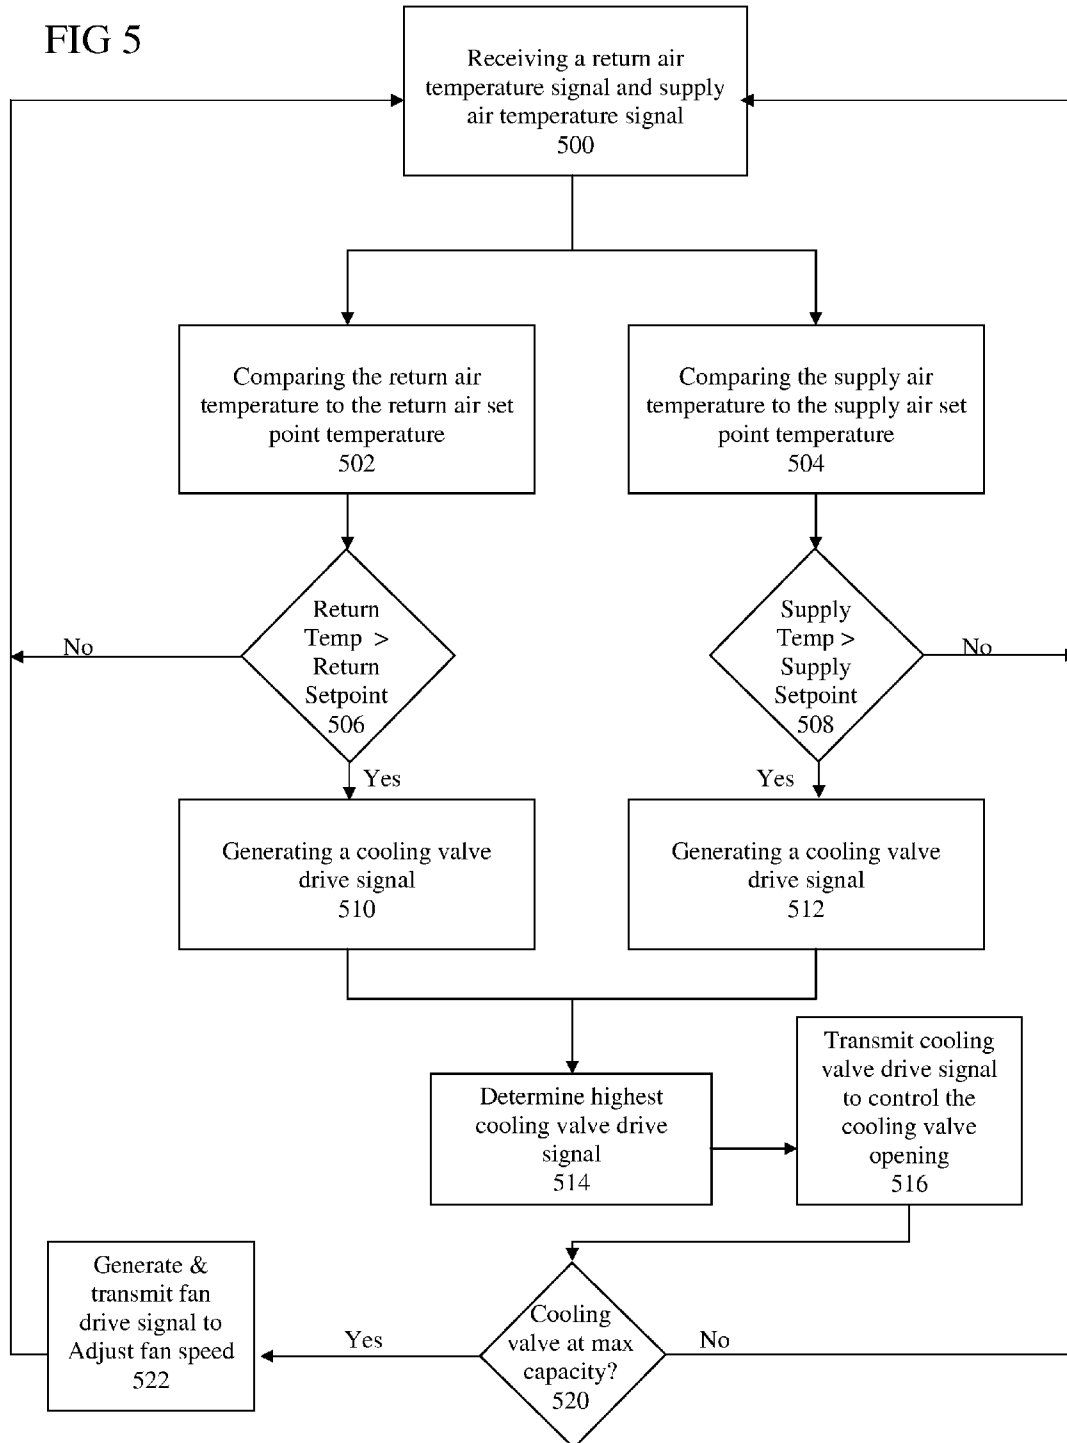 FIG 5
Receiving a return air
temperature signal and supply
air temperature signal
500
Comparing the return air
temperature to the return air set
point temperature
502
Comparing the supply air
temperature to the supply air set
point temperature
504
Return
Temp >
Return
Setpoint
506
No
Yes
Supply
Temp >
Supply
Setpoint
508
No
Yes
Generating a cooling valve
drive signal
510
Generating a cooling valve
drive signal
512
Determine highest
cooling valve drive
signal
514
Transmit cooling
valve drive signal
to control the
cooling valve
opening
516
Cooling
valve at max
capacity?
520
Yes
No
Generate &
transmit fan
drive signal to
Adjust fan speed
522